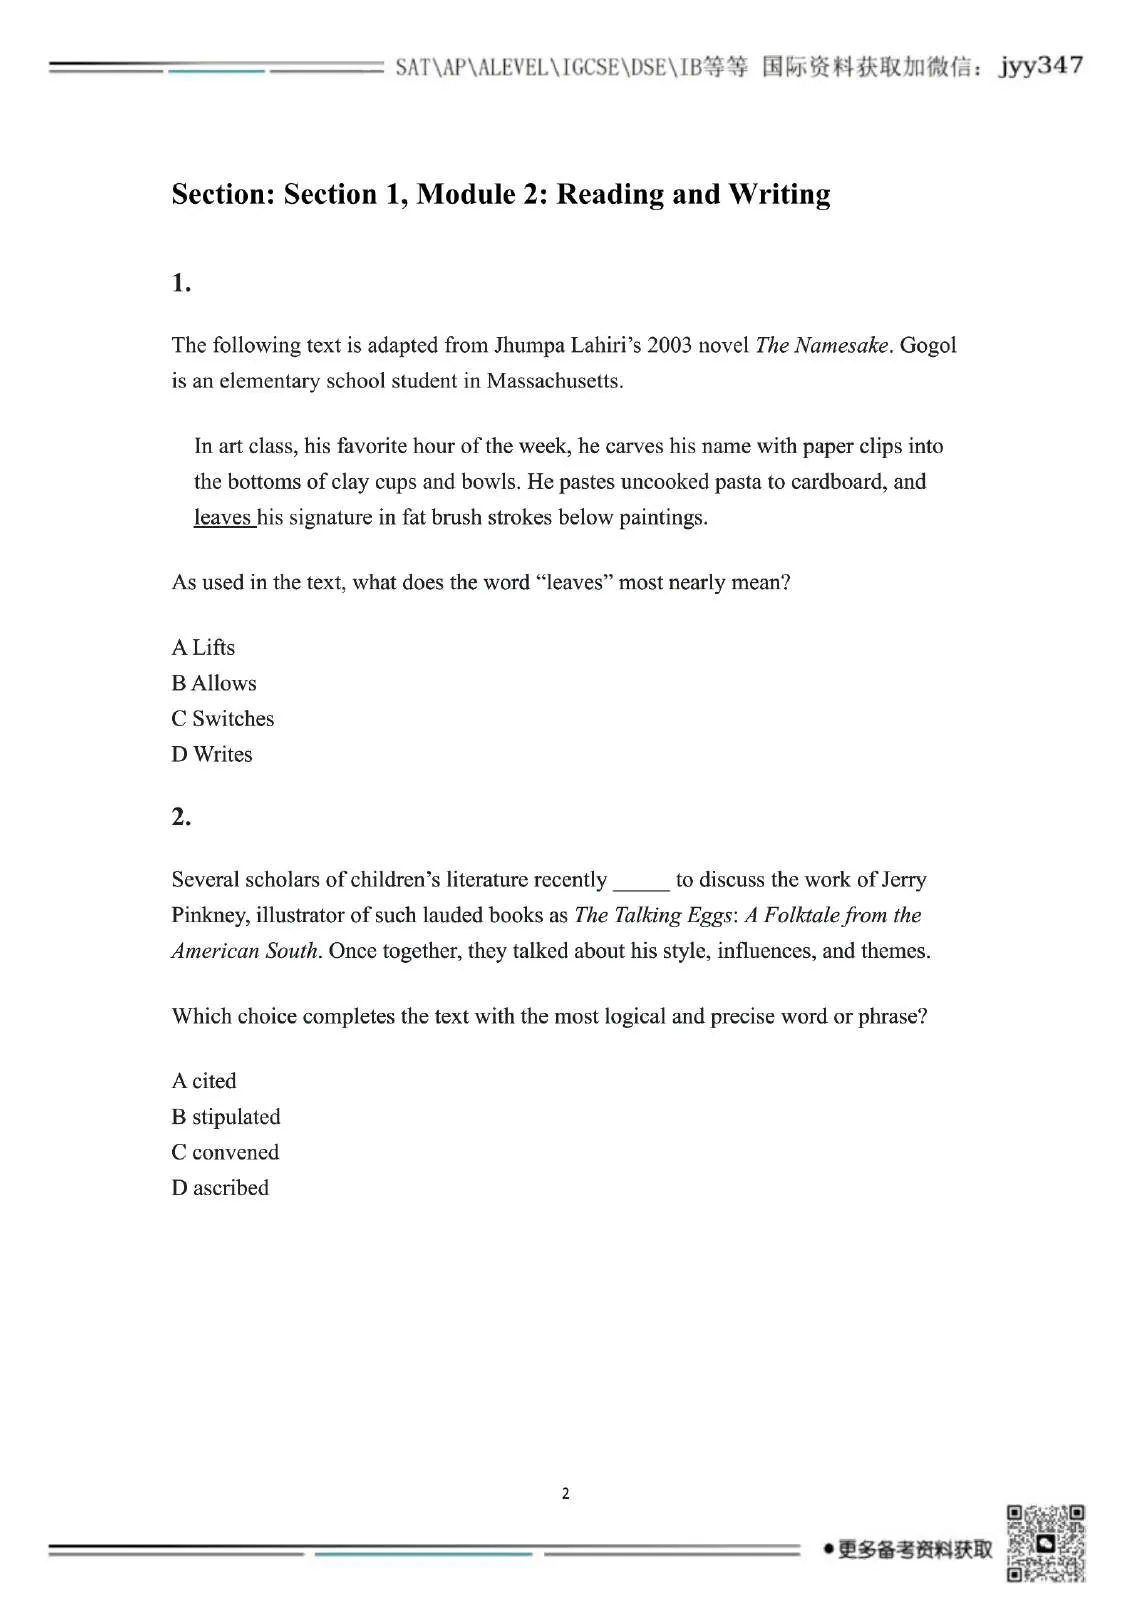 SAT\AP\ALEVEL\IGCSE\DSE\IB等等 国际资料获取加微信： jyy347
Section: Section 1, Module 2: Reading and Writing
1.
The following text is adapted from Jhumpa Lahiri’s 2003 novel The Namesake. Gogol
is an elementary school student in Massachusetts.
In art class, his favorite hour of the week, he carves his name with paper clips into
the bottoms of clay cups and bowls. He pastes uncooked pasta to cardboard, and
leaves his signature in fat brush strokes below paintings.
As used in the text, what does the word “leaves” most nearly mean?
A Lifts
B Allows
C Switches
D Writes
2.
Several scholars of children’s literature recently _____ to discuss the work of Jerry
Pinkney, illustrator of such lauded books as The Talking Eggs: A Folktale from the
American South. Once together, they talked about his style, influences, and themes.
Which choice completes the text with the most logical and precise word or phrase?
A cited
B stipulated
C convened
D ascribed
2
●更多备考资料获取